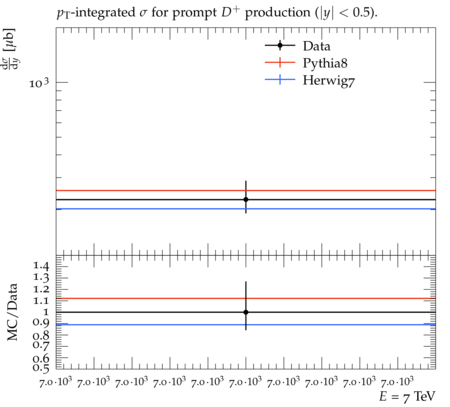 p_T-integrated σ for prompt D⁺ production (|y| < 0.5).
dσ/dy [μb]
Data
Pythia8
Herwig7
10³
MC/Data
1.4
1.3
1.2
1.1
1
0.9
0.8
0.7
0.6
0.5
7.0·10³ 7.0·10³ 7.0·10³ 7.0·10³ 7.0·10³ 7.0·10³ 7.0·10³ 7.0·10³ 7.0·10³ 7.0·10³
E = 7 TeV